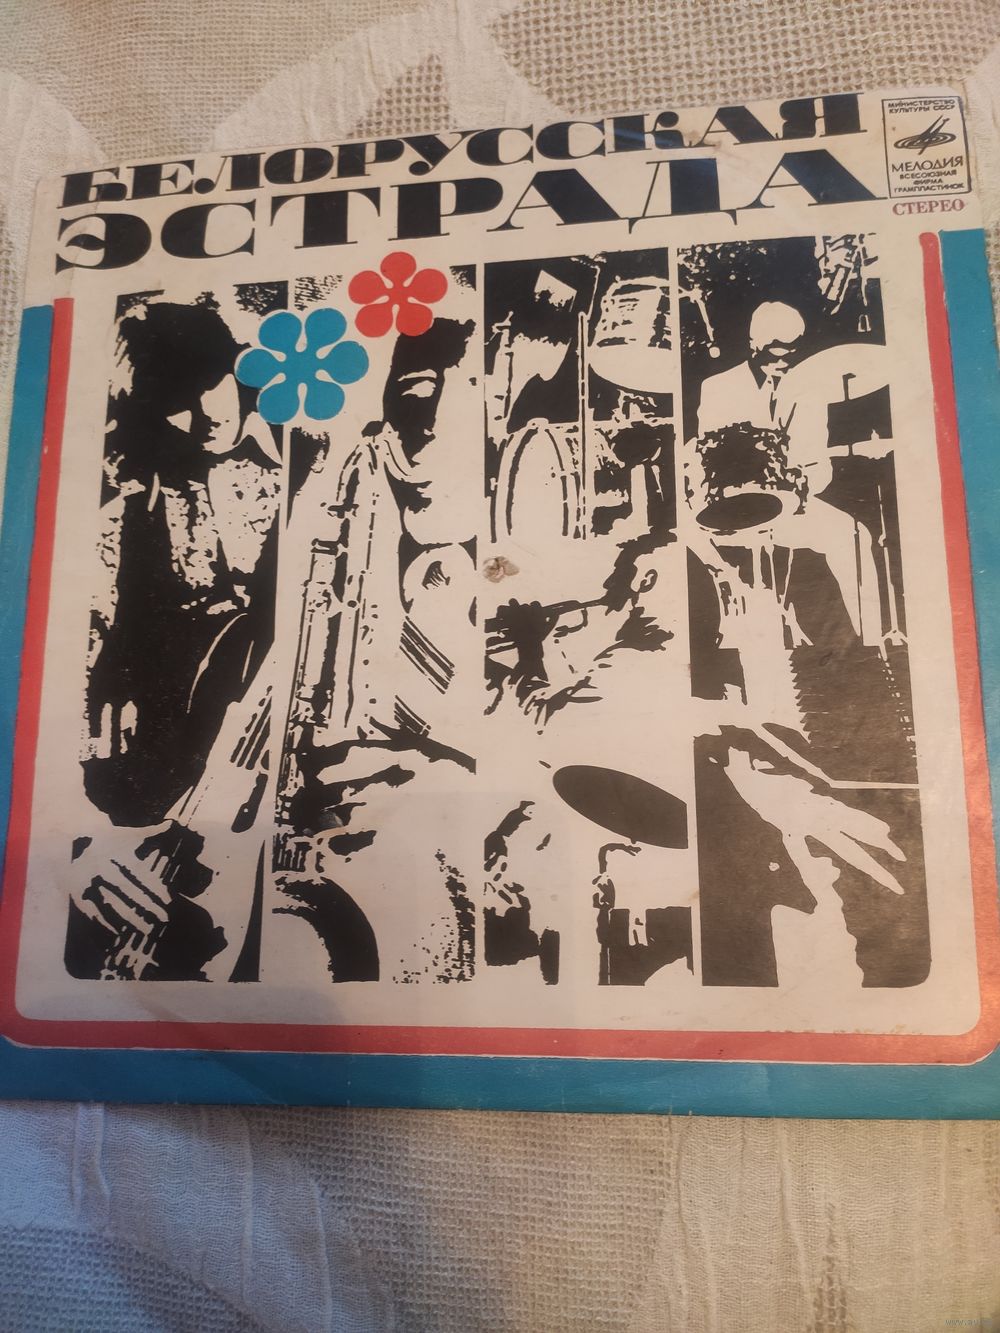 БЕЛОРУССКАЯ
ЭСТРАДА
МИНИСТЕРСТВО
КУЛЬТУРЫ СССР
МЕЛОДИЯ
ВСЕСОЮЗНАЯ
ФИРМА
ГРАМПЛАСТИНОК
СТЕРЕО